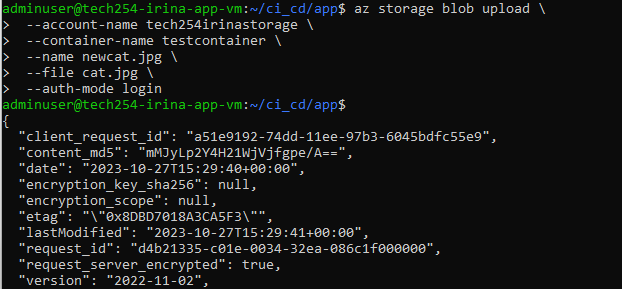 adminuser@tech254-irina-app-vm:~/ci_cd/app$ az storage blob upload \
>  --account-name tech254irinastorage \
>  --container-name testcontainer \
>  --name newcat.jpg \
>  --file cat.jpg \
>  --auth-mode login
adminuser@tech254-irina-app-vm:~/ci_cd/app$
{
  "client_request_id": "a51e9192-74dd-11ee-97b3-6045bdfc55e9",
  "content_md5": "mMJyLp2Y4H21WjVjfgpe/A==",
  "date": "2023-10-27T15:29:40+00:00",
  "encryption_key_sha256": null,
  "encryption_scope": null,
  "etag": "\"0x8DBD7018A3CA5F3\"",
  "lastModified": "2023-10-27T15:29:41+00:00",
  "request_id": "d4b21335-c01e-0034-32ea-086c1f000000",
  "request_server_encrypted": true,
  "version": "2022-11-02",